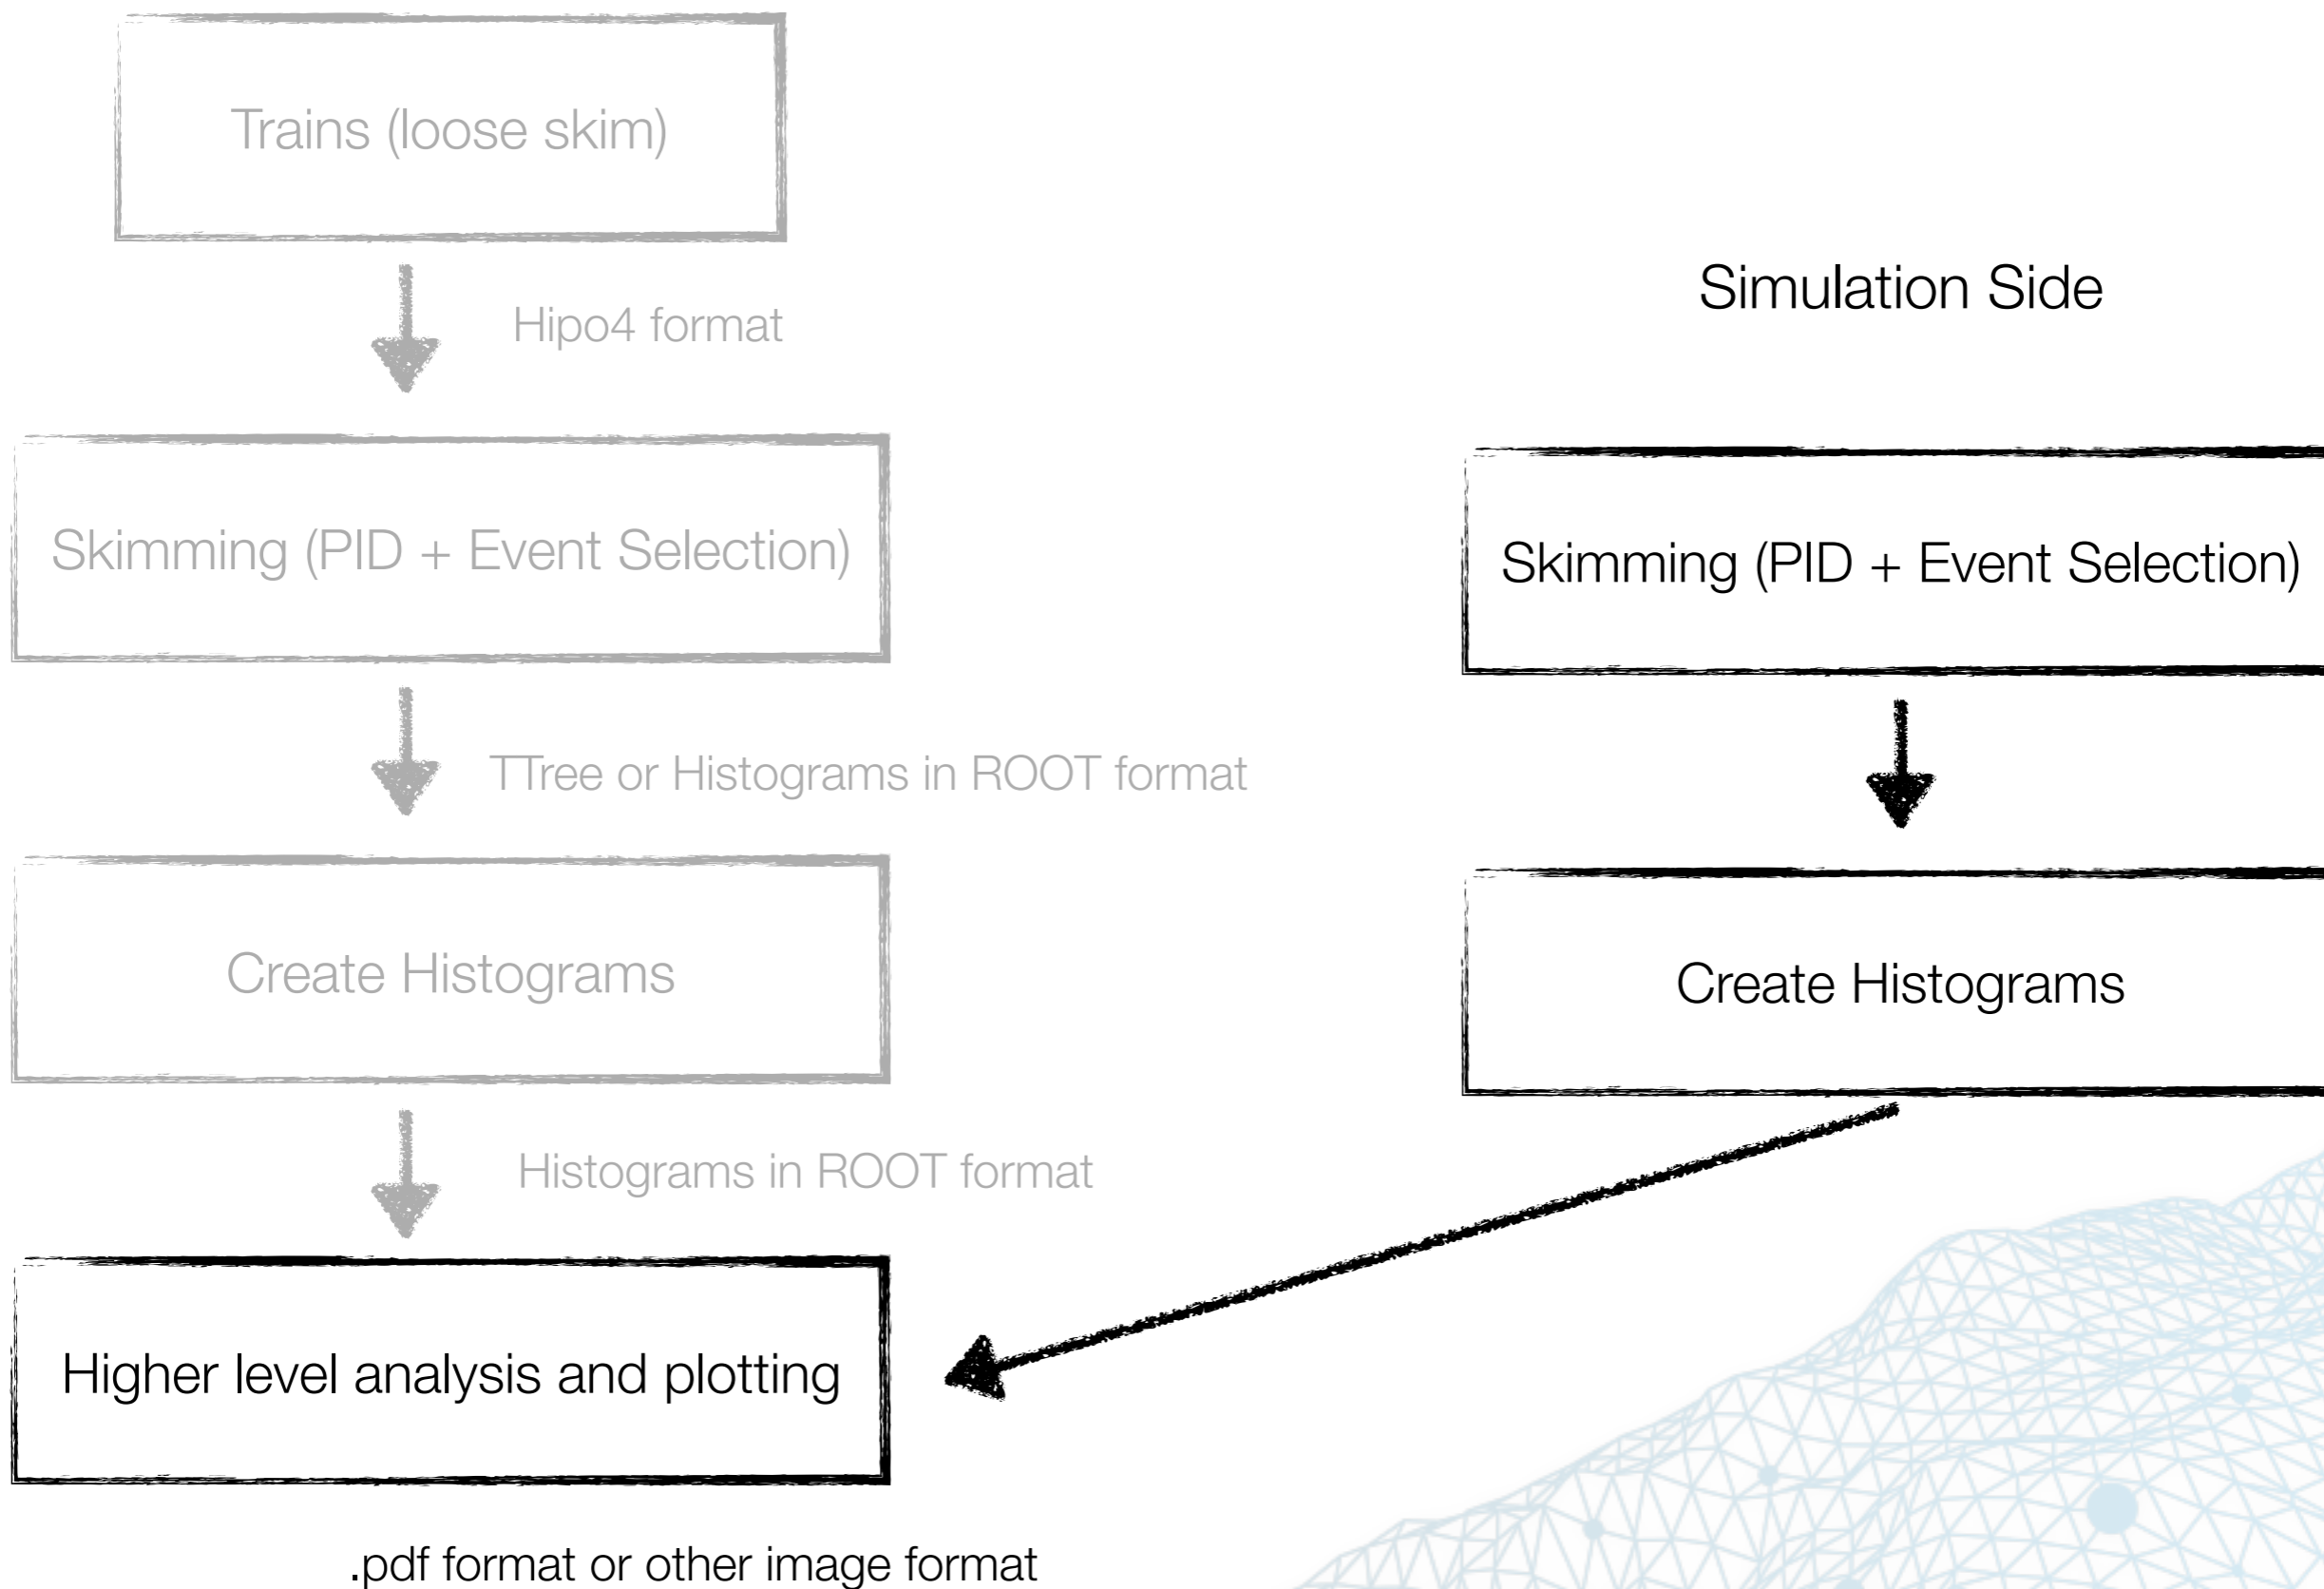 Trains (loose skim)
Hipo4 format
Skimming (PID + Event Selection)
TTree or Histograms in ROOT format
Create Histograms
Histograms in ROOT format
Higher level analysis and plotting
.pdf format or other image format
Simulation Side
Skimming (PID + Event Selection)
Create Histograms